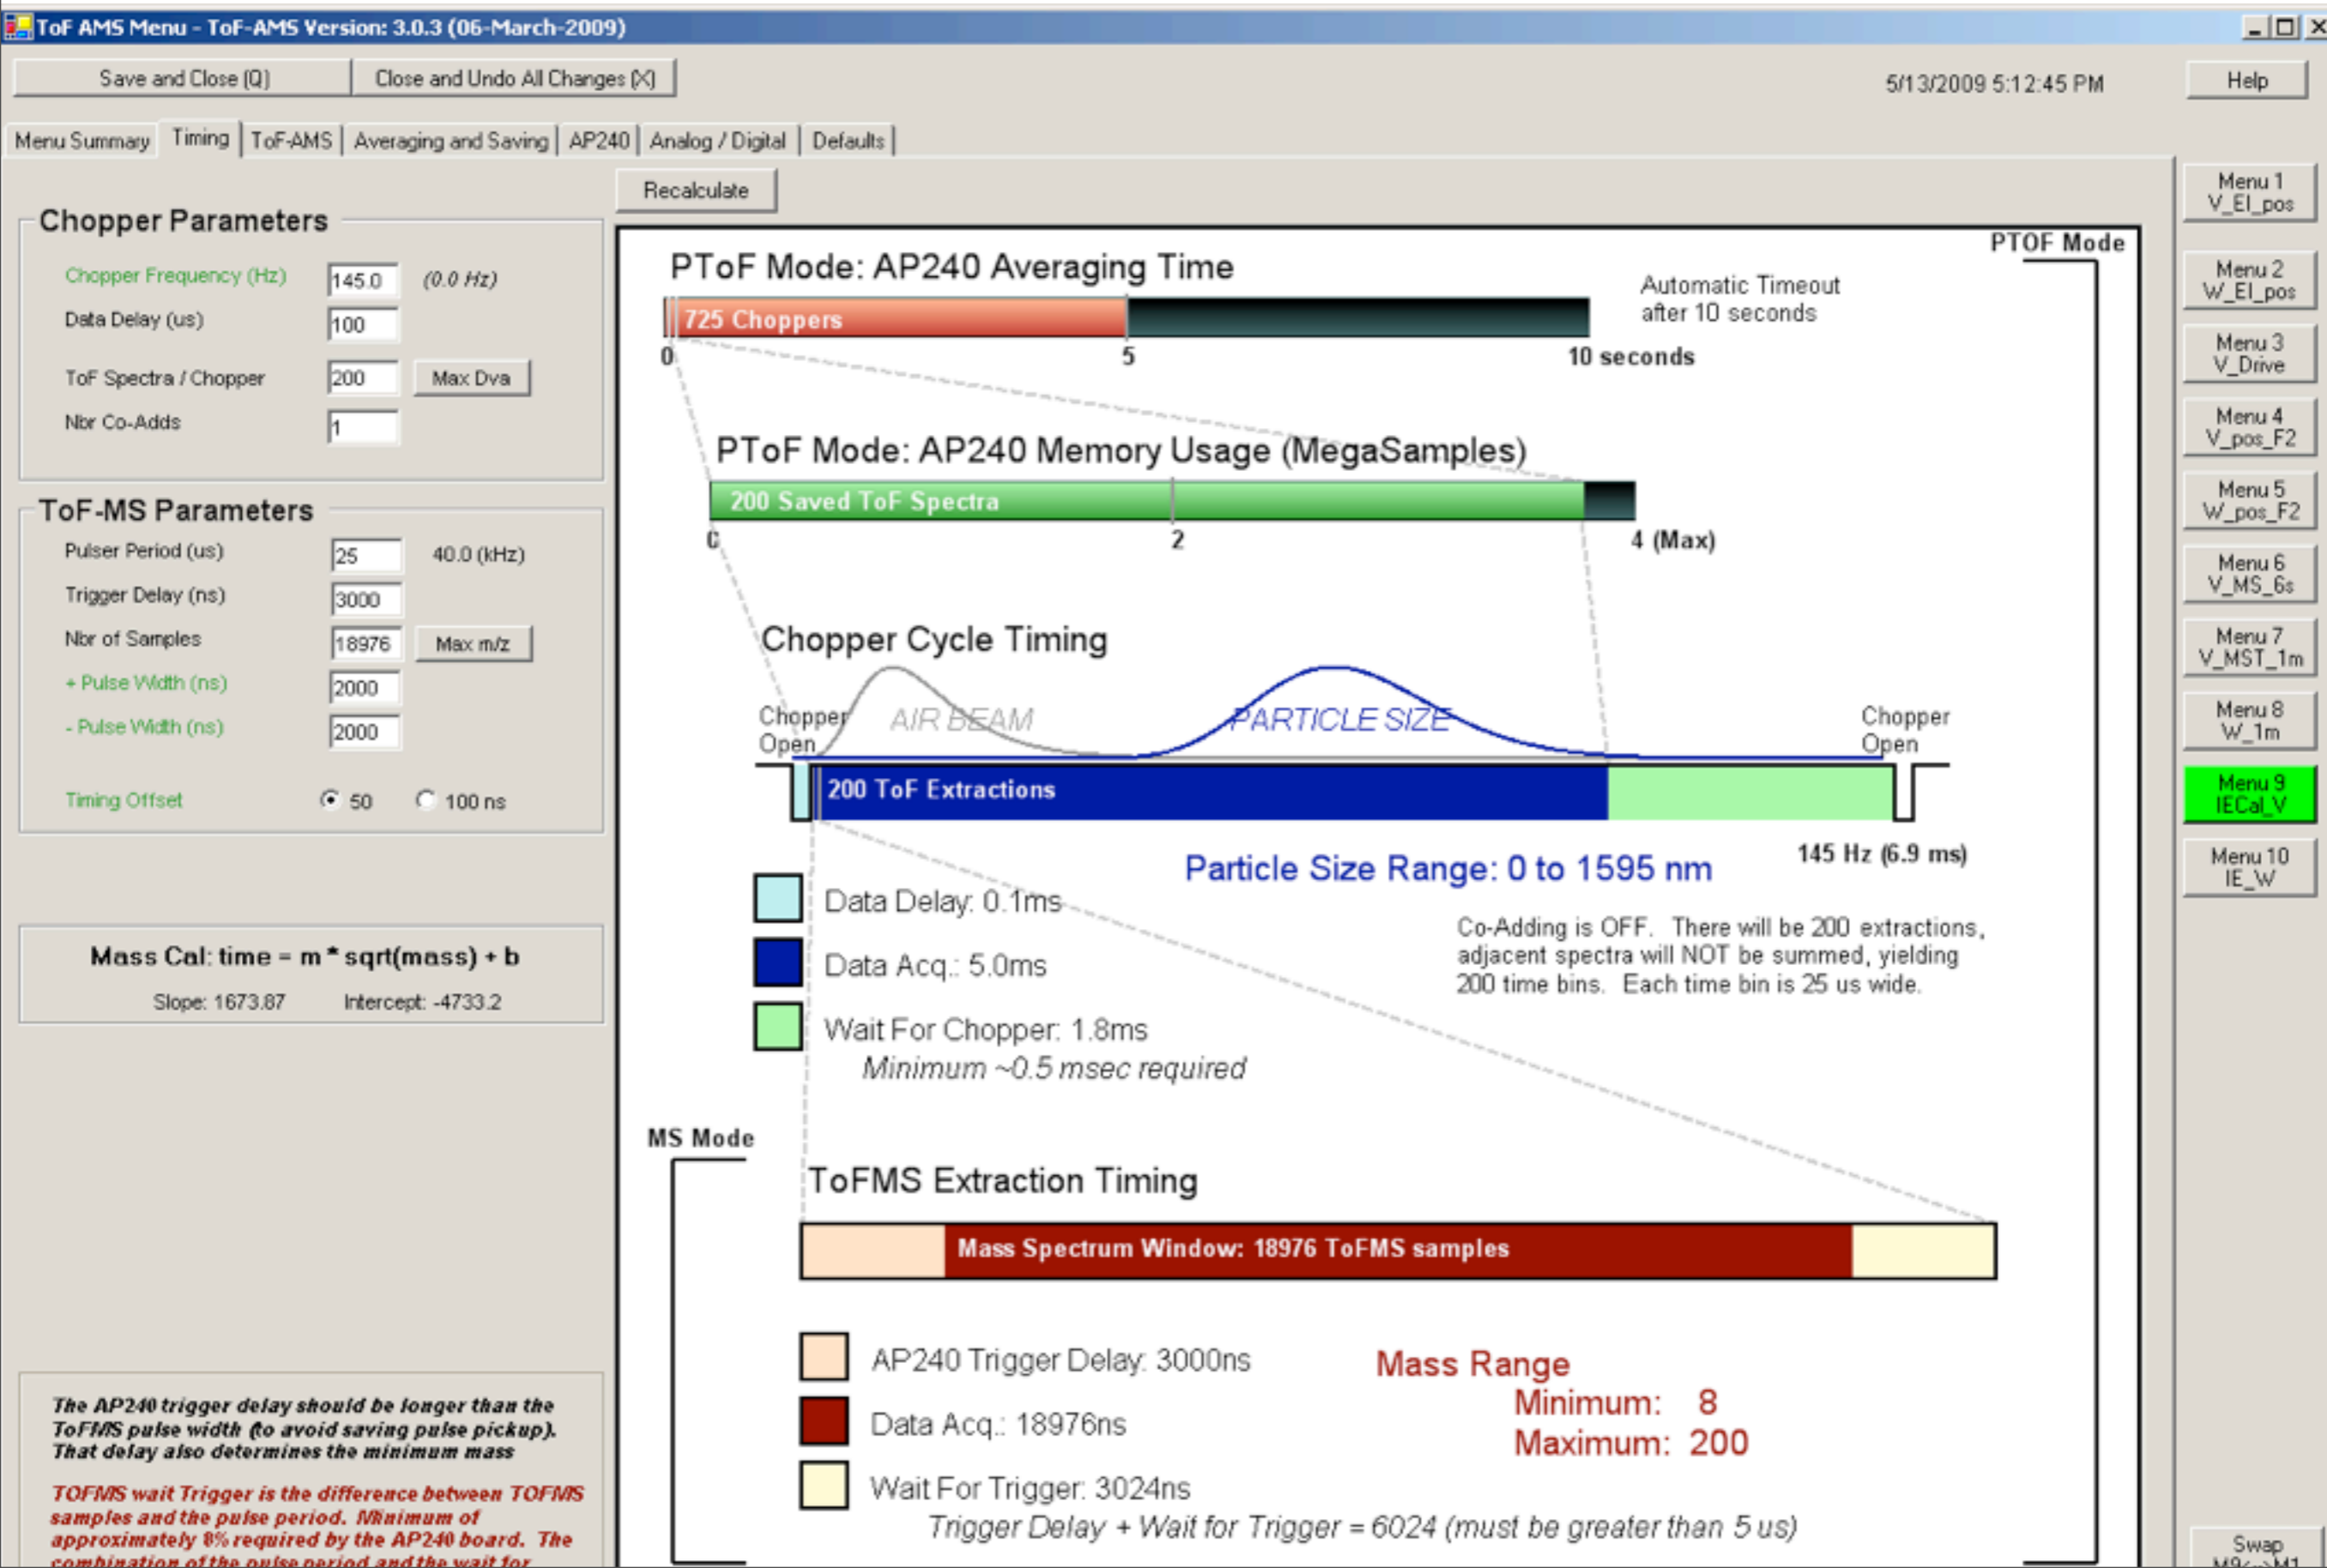 ToF AMS Menu - ToF-AMS Version: 3.0.3 (06-March-2009)
Save and Close (Q)
Close and Undo All Changes (X)
5/13/2009 5:12:45 PM
Help
Menu Summary
Timing
ToF-AMS
Averaging and Saving
AP240
Analog / Digital
Defaults
Recalculate
Chopper Parameters
Chopper Frequency (Hz) 145.0 (0.0 Hz)
Data Delay (us) 100
ToF Spectra / Chopper 200 Max Dva
Nbr Co-Adds 1
ToF-MS Parameters
Pulser Period (us) 25 40.0 (kHz)
Trigger Delay (ns) 3000
Nbr of Samples 18976 Max m/z
+ Pulse Width (ns) 2000
- Pulse Width (ns) 2000
Timing Offset 50 100 ns
Mass Cal: time = m * sqrt(mass) + b
Slope: 1673.87 Intercept: -4733.2
The AP240 trigger delay should be longer than the
ToFMS pulse width (to avoid saving pulse pickup).
That delay also determines the minimum mass
TOFMS wait Trigger is the difference between TOFMS
samples and the pulse period. Minimum of
approximately 8% required by the AP240 board. The
combination of the pulse period and the wait for
PTOF Mode
PToF Mode: AP240 Averaging Time
725 Choppers
Automatic Timeout
after 10 seconds
0 5 10 seconds
PToF Mode: AP240 Memory Usage (MegaSamples)
200 Saved ToF Spectra
0 2 4 (Max)
Chopper Cycle Timing
Chopper
Open
AIR BEAM
PARTICLE SIZE
Chopper
Open
200 ToF Extractions
145 Hz (6.9 ms)
Particle Size Range: 0 to 1595 nm
Data Delay: 0.1ms
Data Acq.: 5.0ms
Wait For Chopper: 1.8ms
Minimum ~0.5 msec required
Co-Adding is OFF. There will be 200 extractions,
adjacent spectra will NOT be summed, yielding
200 time bins. Each time bin is 25 us wide.
MS Mode
ToFMS Extraction Timing
Mass Spectrum Window: 18976 ToFMS samples
AP240 Trigger Delay: 3000ns
Data Acq.: 18976ns
Wait For Trigger: 3024ns
Trigger Delay + Wait for Trigger = 6024 (must be greater than 5 us)
Mass Range
Minimum: 8
Maximum: 200
Menu 1
V_EI_pos
Menu 2
W_EI_pos
Menu 3
V_Drive
Menu 4
V_pos_F2
Menu 5
W_pos_F2
Menu 6
V_MS_6s
Menu 7
V_MST_1m
Menu 8
W_1m
Menu 9
IECal_V
Menu 10
IE_W
Swap